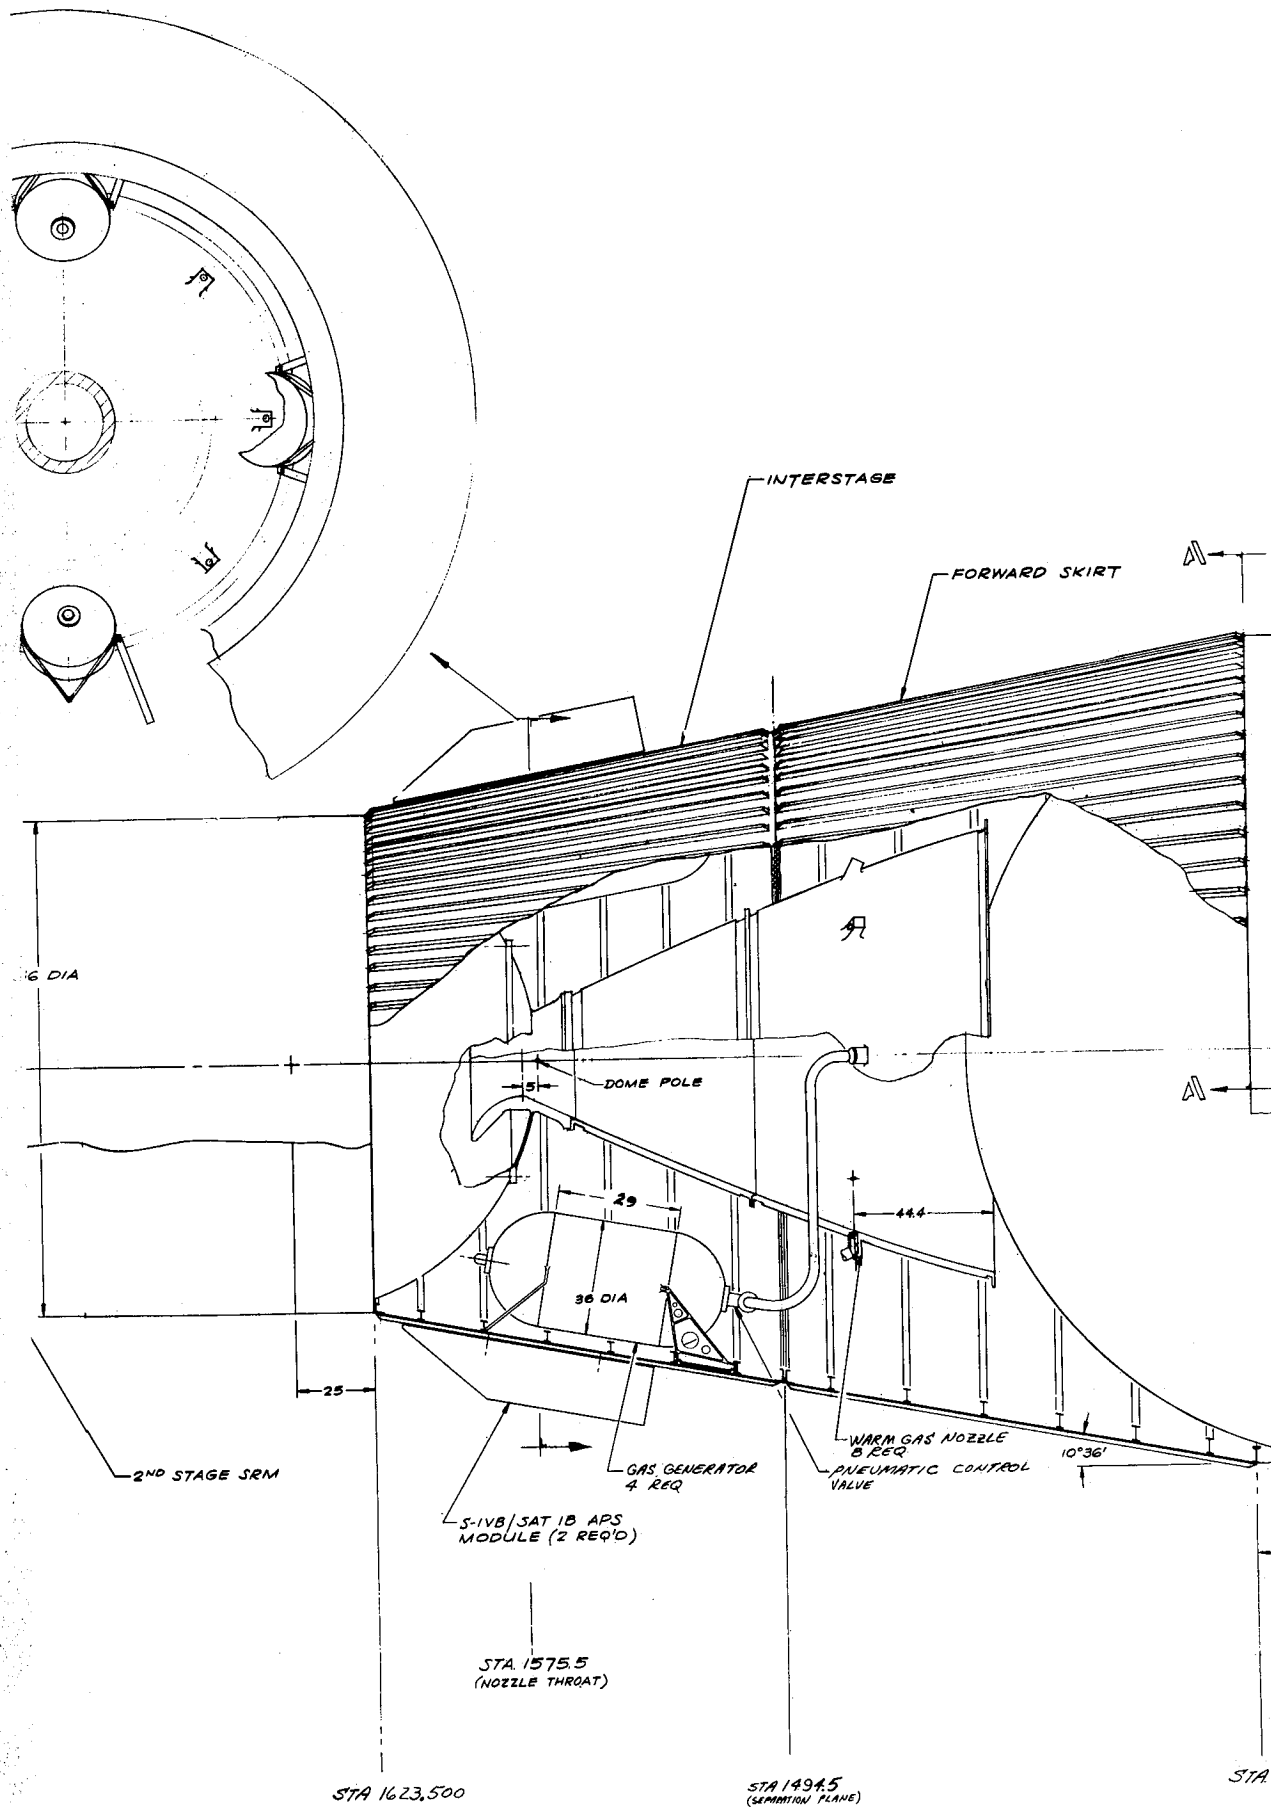 INTERSTAGE
FORWARD SKIRT
A
6 DIA
5
DOME POLE
A
29
44.4
36 DIA
25
WARM GAS NOZZLE
8 REQ
10°36'
2ND STAGE SRM
GAS GENERATOR
4 REQ
PNEUMATIC CONTROL
VALVE
S-IVB/SAT IB APS
MODULE (2 REQ'D)
STA. 1575.5
(NOZZLE THROAT)
STA 1623.500
STA 1494.5
(SEPARATION PLANE)
STA